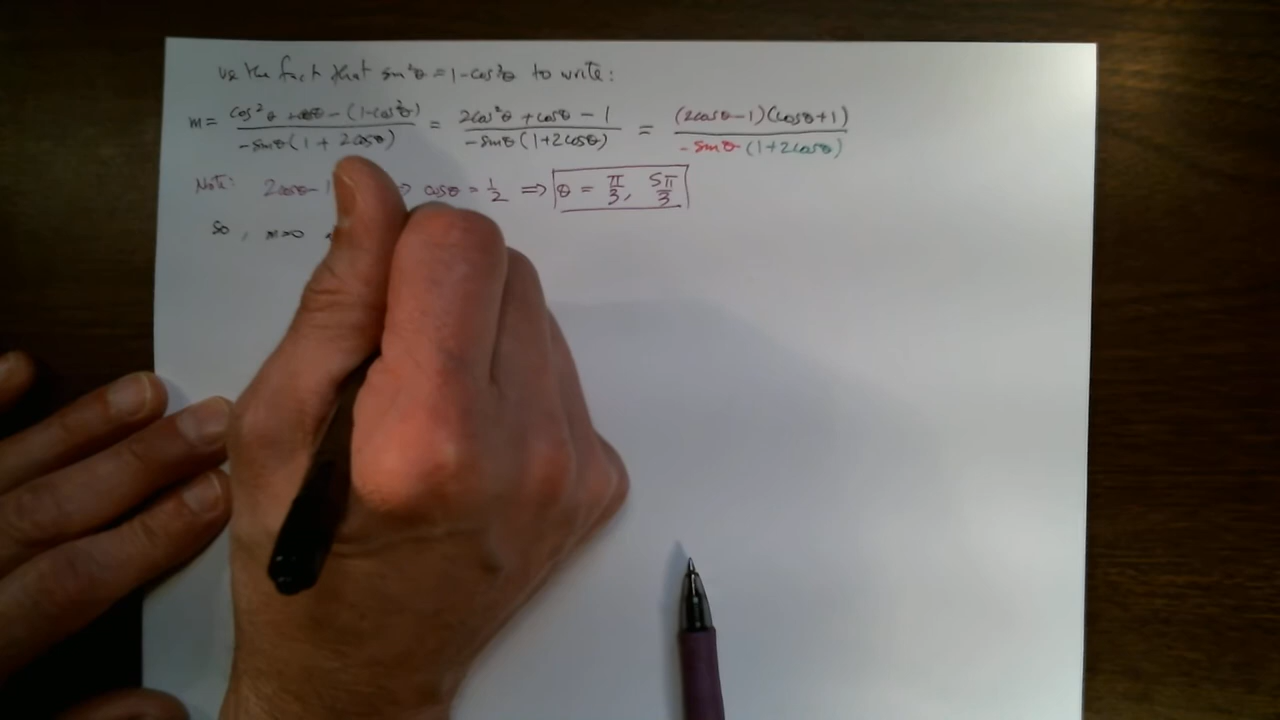 use the fact that sin²θ = 1-cos²θ to write:
m = (cos²θ + cosθ - (1-cos²θ))/(-sinθ(1 + 2cosθ)) = (2cos²θ + cosθ - 1)/(-sinθ(1+2cosθ)) = ((2cosθ-1)(cosθ+1))/(-sinθ(1+2cosθ))
Note: 2cosθ-1 ⇒ cosθ = 1/2 ⇒ θ = π/3, 5π/3
So, m=0